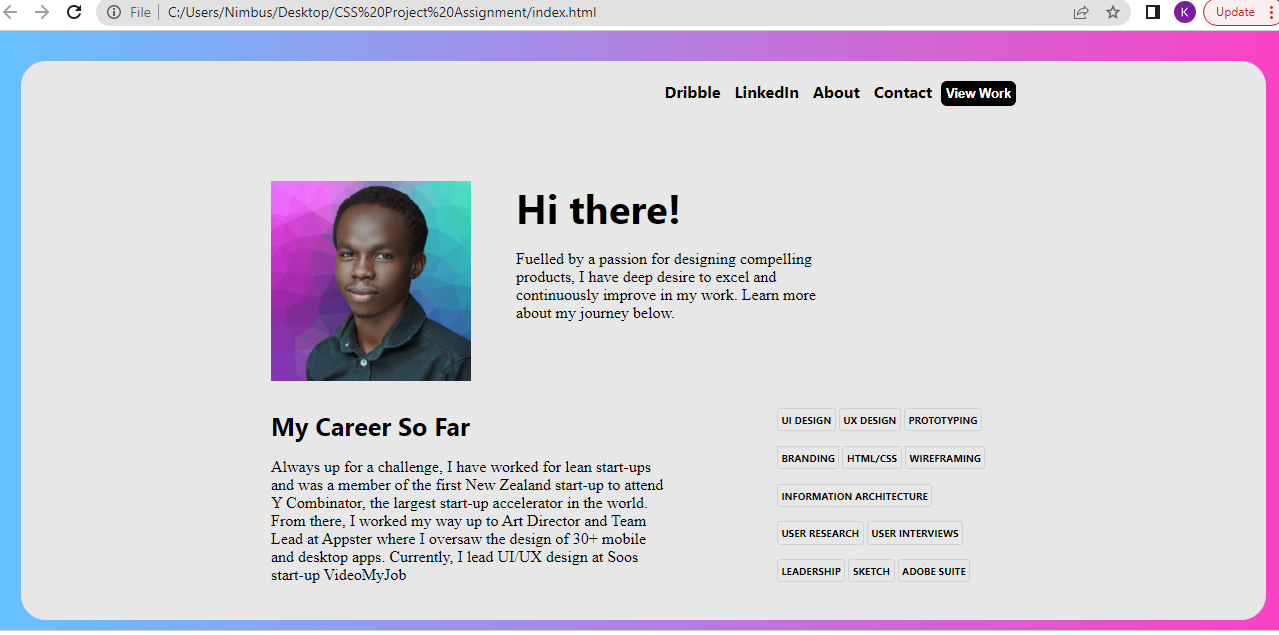 File C:/Users/Nimbus/Desktop/CSS%20Project%20Assignment/index.html K Update
Dribble LinkedIn About Contact View Work
Hi there!
Fuelled by a passion for designing compelling
products, I have deep desire to excel and
continuously improve in my work. Learn more
about my journey below.
My Career So Far
Always up for a challenge, I have worked for lean start-ups
and was a member of the first New Zealand start-up to attend
Y Combinator, the largest start-up accelerator in the world.
From there, I worked my way up to Art Director and Team
Lead at Appster where I oversaw the design of 30+ mobile
and desktop apps. Currently, I lead UI/UX design at Soos
start-up VideoMyJob
UI DESIGN UX DESIGN PROTOTYPING
BRANDING HTML/CSS WIREFRAMING
INFORMATION ARCHITECTURE
USER RESEARCH USER INTERVIEWS
LEADERSHIP SKETCH ADOBE SUITE